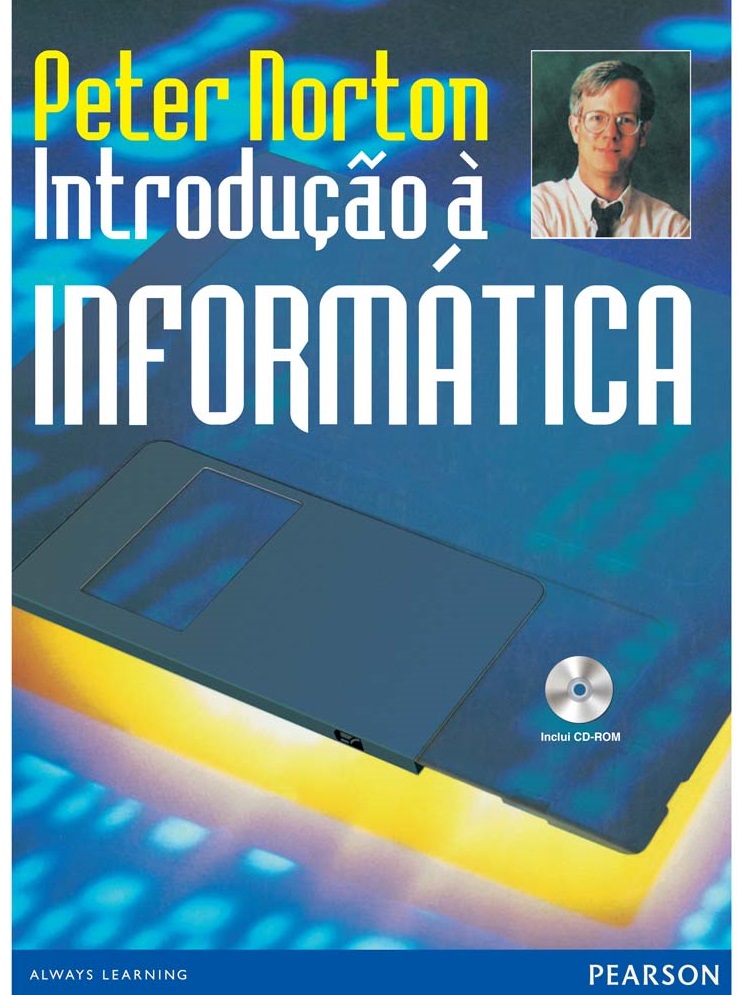 Peter Norton
Introdução à
INFORMÁTICA
Inclui CD-ROM
ALWAYS LEARNING
PEARSON